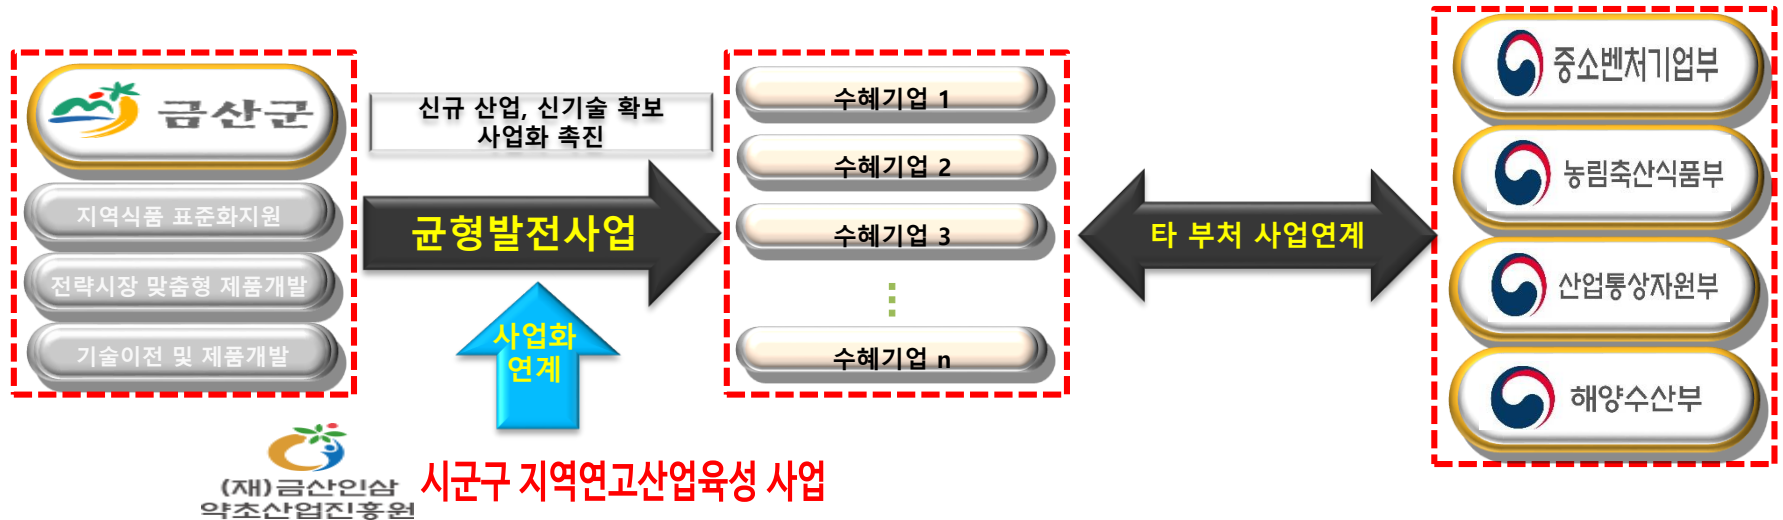 금산군
지역식품 표준화지원
전략시장 맞춤형 제품개발
기술이전 및 제품개발
신규 산업, 신기술 확보
사업화 촉진
균형발전사업
사업화
연계
(재)금산인삼
약초산업진흥원
시군구 지역연고산업육성 사업
수혜기업 1
수혜기업 2
수혜기업 3
⋮
수혜기업 n
타 부처 사업연계
중소벤처기업부
농림축산식품부
산업통상자원부
해양수산부